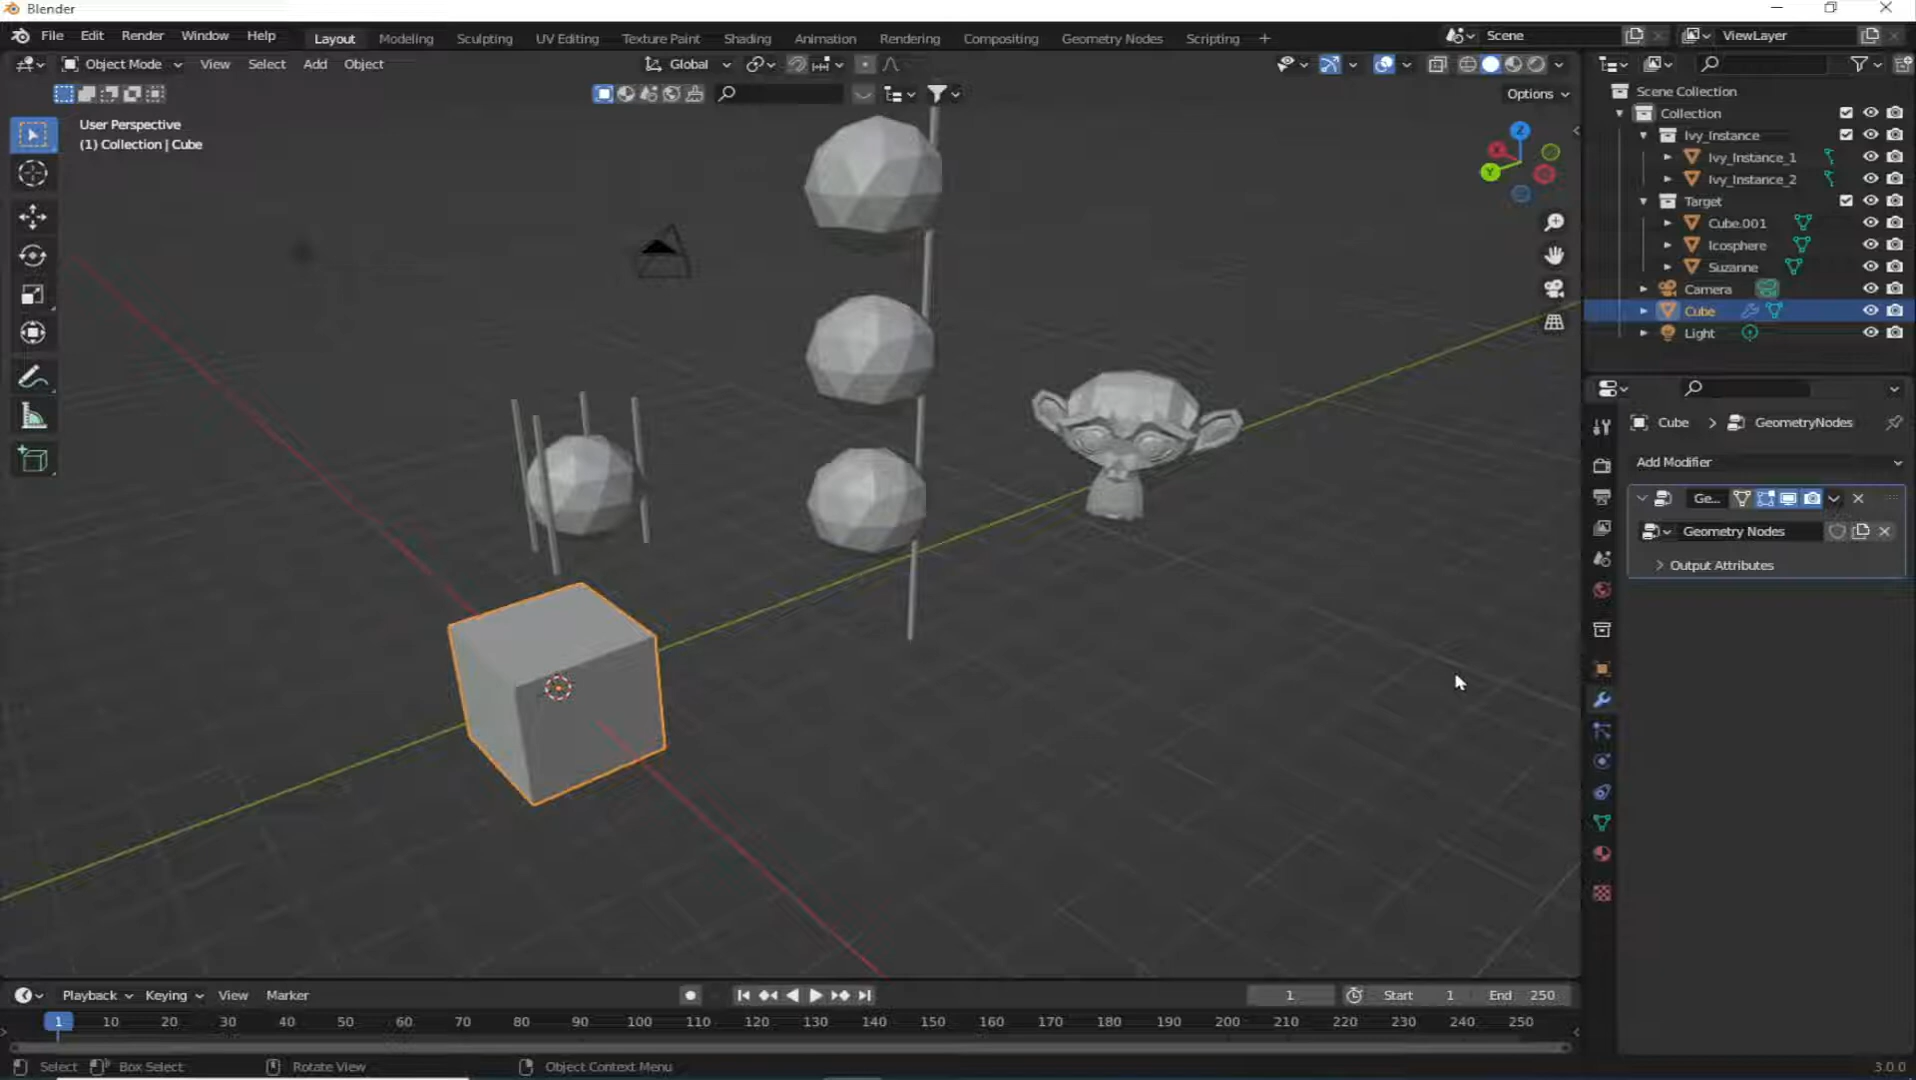 Blender
File Edit Render Window Help Layout Modeling Sculpting UV Editing Texture Paint Shading Animation Rendering Compositing Geometry Nodes Scripting + Scene ViewLayer
Object Mode View Select Add Object Global
Options
User Perspective
(1) Collection | Cube
Z
Y
Scene Collection
Collection
Ivy_Instance
Ivy_Instance_1
Ivy_Instance_2
Target
Cube.001
Icosphere
Suzanne
Camera
Cube
Light
Cube > GeometryNodes
Add Modifier
Ge...
Geometry Nodes
Output Attributes
Playback Keying View Marker 1 Start 1 End 250
1 10 20 30 40 50 60 70 80 90 100 110 120 130 140 150 160 170 180 190 200 210 220 230 240 250
Select Box Select Rotate View Object Context Menu 3.0.0